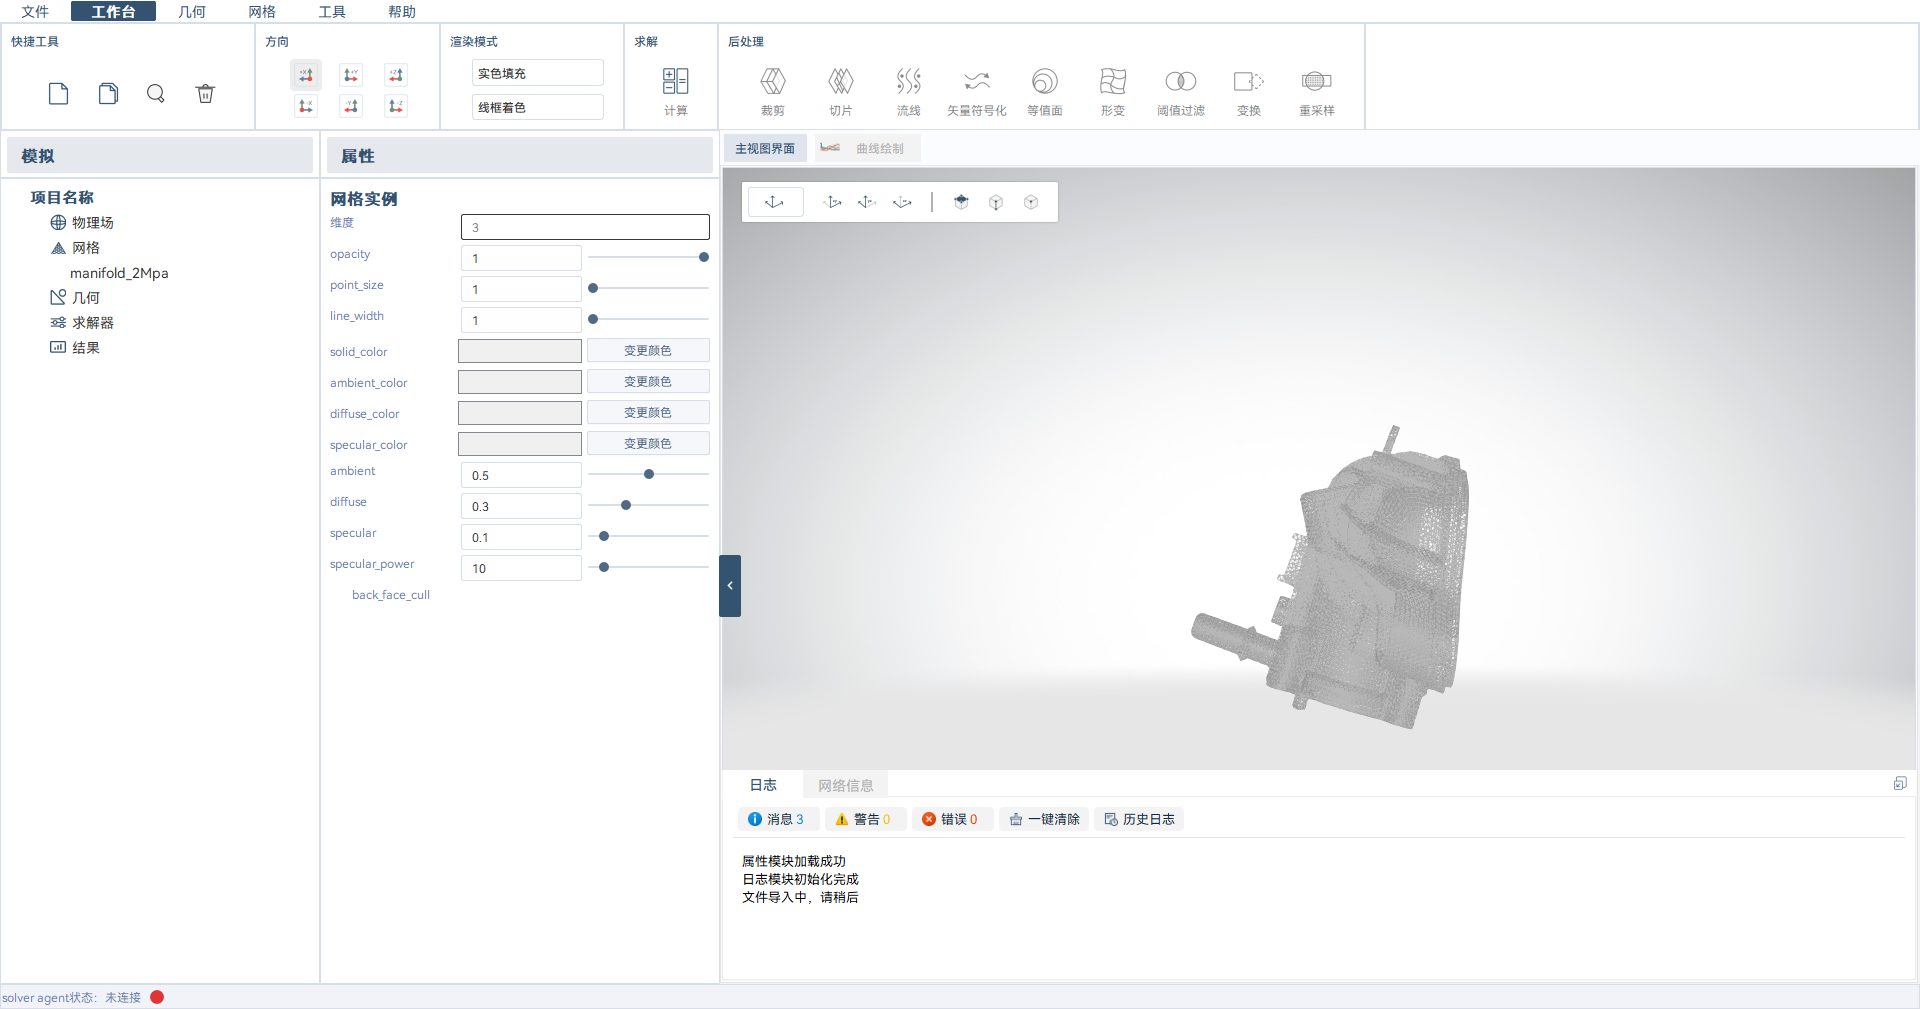 文件 工作台 几何 网格 工具 帮助
快捷工具 方向 渲染模式 求解 后处理
实色填充
线框着色
计算 裁剪 切片 流线 矢量符号化 等值面 形变 阈值过滤 变换 重采样
模拟
项目名称
物理场
网格
manifold_2Mpa
几何
求解器
结果
属性
网格实例
维度 3
opacity 1
point_size 1
line_width 1
solid_color 变更颜色
ambient_color 变更颜色
diffuse_color 变更颜色
specular_color 变更颜色
ambient 0.5
diffuse 0.3
specular 0.1
specular_power 10
back_face_cull
主视图界面 曲线绘制
日志 网络信息
消息 3 警告 0 错误 0 一键清除 历史日志
属性模块加载成功
日志模块初始化完成
文件导入中，请稍后
solver agent状态：未连接